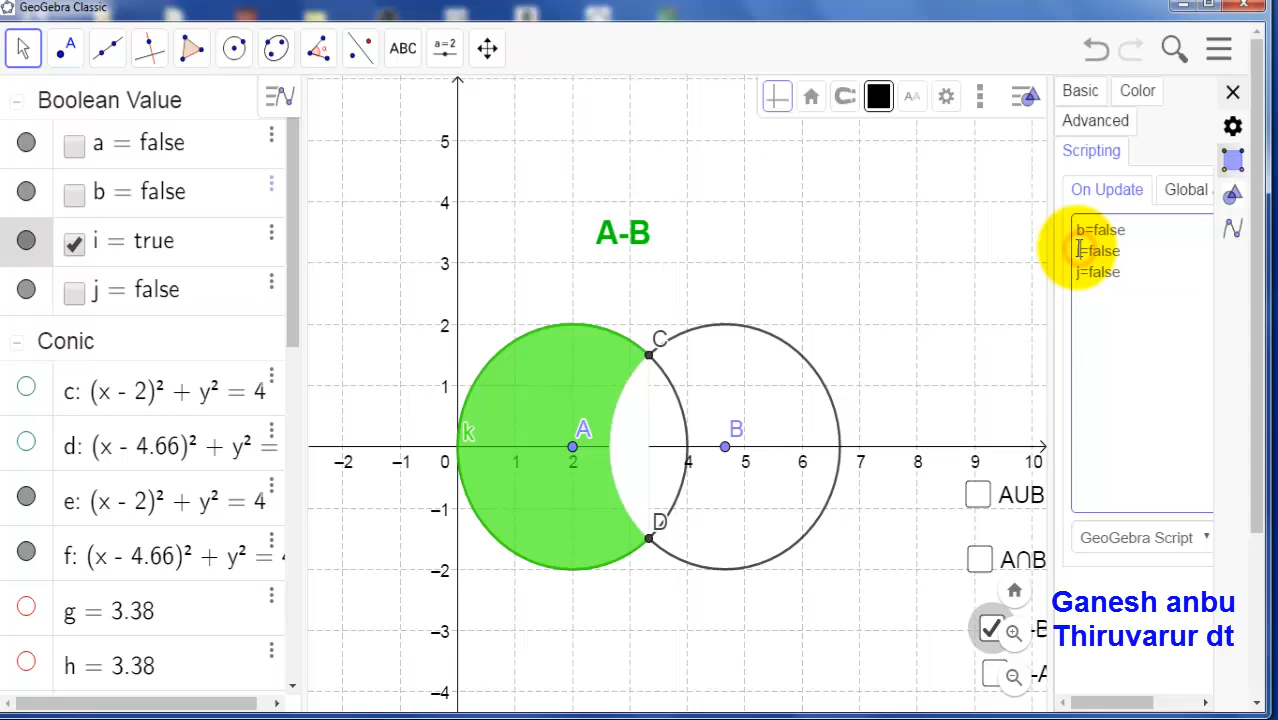 GeoGebra Classic
ABC
a=2
Boolean Value
a = false
b = false
i = true
j = false
Conic
c: (x - 2)² + y² = 4
d: (x - 4.66)² + y² =
e: (x - 2)² + y² = 4
f: (x - 4.66)² + y² =
g = 3.38
h = 3.38
AA
5
4
3
2
1
0
−1
−2
−3
−4
−2
−1
1
2
3
4
5
6
7
8
9
10
A-B
k
A
B
C
D
AUB
A∩B
-B
-A
Basic
Color
Advanced
Scripting
On Update
Global
b=false
=false
j=false
GeoGebra Script
Ganesh anbu
Thiruvarur dt